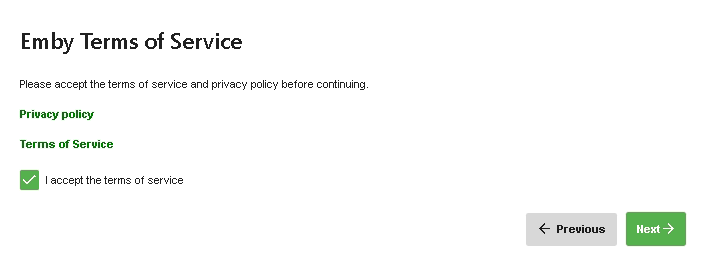 Emby Terms of Service
Please accept the terms of service and privacy policy before continuing.
Privacy policy
Terms of Service
I accept the terms of service
Previous
Next